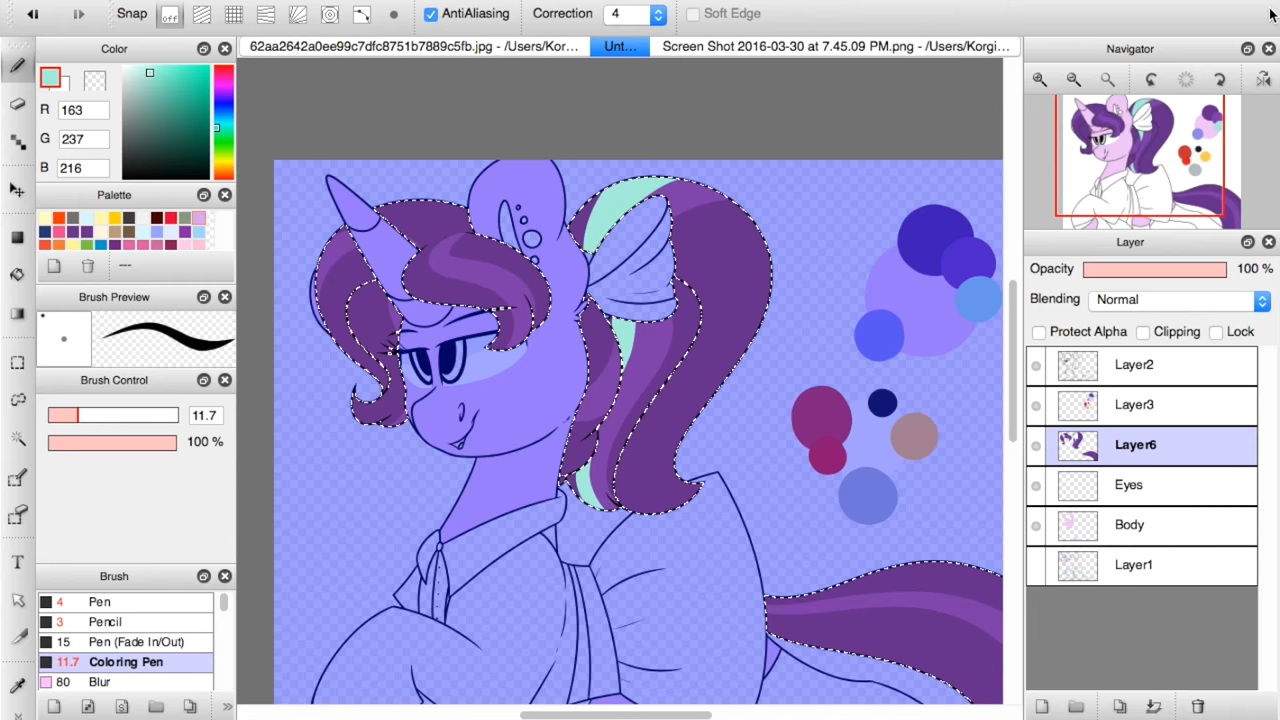 Snap off AntiAliasing Correction 4 Soft Edge
Color
62aa2642a0ee99c7dfc8751b7889c5fb.jpg - /Users/Kor... Unt... Screen Shot 2016-03-30 at 7.45.09 PM.png - /Users/Korgi...
Navigator
R 163
G 237
B 216
Palette
---
Brush Preview
Brush Control
11.7
100 %
Brush
4 Pen
3 Pencil
15 Pen (Fade In/Out)
11.7 Coloring Pen
80 Blur
Layer
Opacity 100 %
Blending Normal
Protect Alpha Clipping Lock
Layer2
Layer3
Layer6
Eyes
Body
Layer1